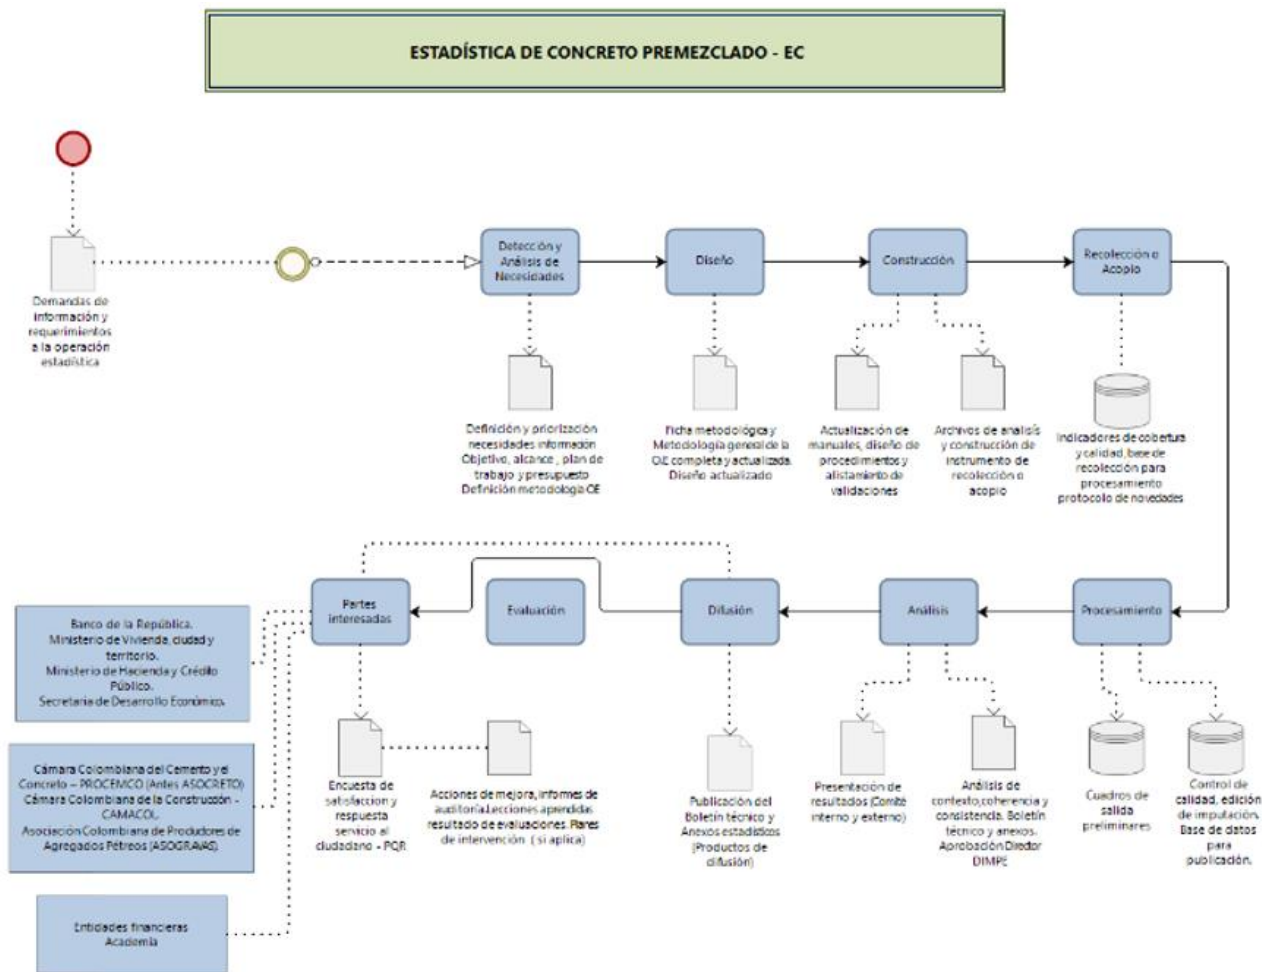 ESTADÍSTICA DE CONCRETO PREMEZCLADO - EC
Demandas de
información y
requerimientos
a la operación
estadística
Detección y
Análisis de
Necesidades
Diseño
Construcción
Recolección o
Acopio
Definición y priorización
necesidades información
Objetivo, alcance , plan de
trabajo y presupuesto
Definición metodología OE
Ficha metodológica y
Metodología general de la
OE completa y actualizada.
Diseño actualizado
Actualización de
manuales, diseño de
procedimientos y
alistamiento de
validaciones
Archivos de analisis
y construcción de
instrumento de
recolección o
acopio
Indicadores de cobertura
y calidad, base de
recolección para
procesamiento
protocolo de novedades
Partes
interesadas
Evaluación
Difusión
Análisis
Procesamiento
Banco de la República.
Ministerio de Vivienda, ciudad y
territorio.
Ministerio de Hacienda y Crédito
Público.
Secretaria de Desarrollo Económico.
Cámara Colombiana del Cemento y el
Concreto – PROCEMCO (Antes ASOCRETO)
Cámara Colombiana de la Construcción -
CAMACOL.
Asociación Colombiana de Produdores de
Agregados Pétreos (ASOGRAVAS).
Entidades financieras
Academia
Encuesta de
satisfaccion y
respuesta
servicio al
ciudadano - PQR
Acciones de mejora, informes de
auditoría.Lecciones aprendidas
resultado de evaluaciones. Planes
de intervención ( si aplica)
Publicación del
Boletín técnico y
Anexos estadísticos
(Productos de
difusión)
Presentación de
resultados (Comité
interno y externo)
Análisis de
contexto,coherencia y
consistencia. Boletín
técnico y anexos.
Aprobación Director
DIMPE
Cuadros de
salida
preliminares
Control de
calidad, edición
de imputación.
Base de datos
para
publicación.